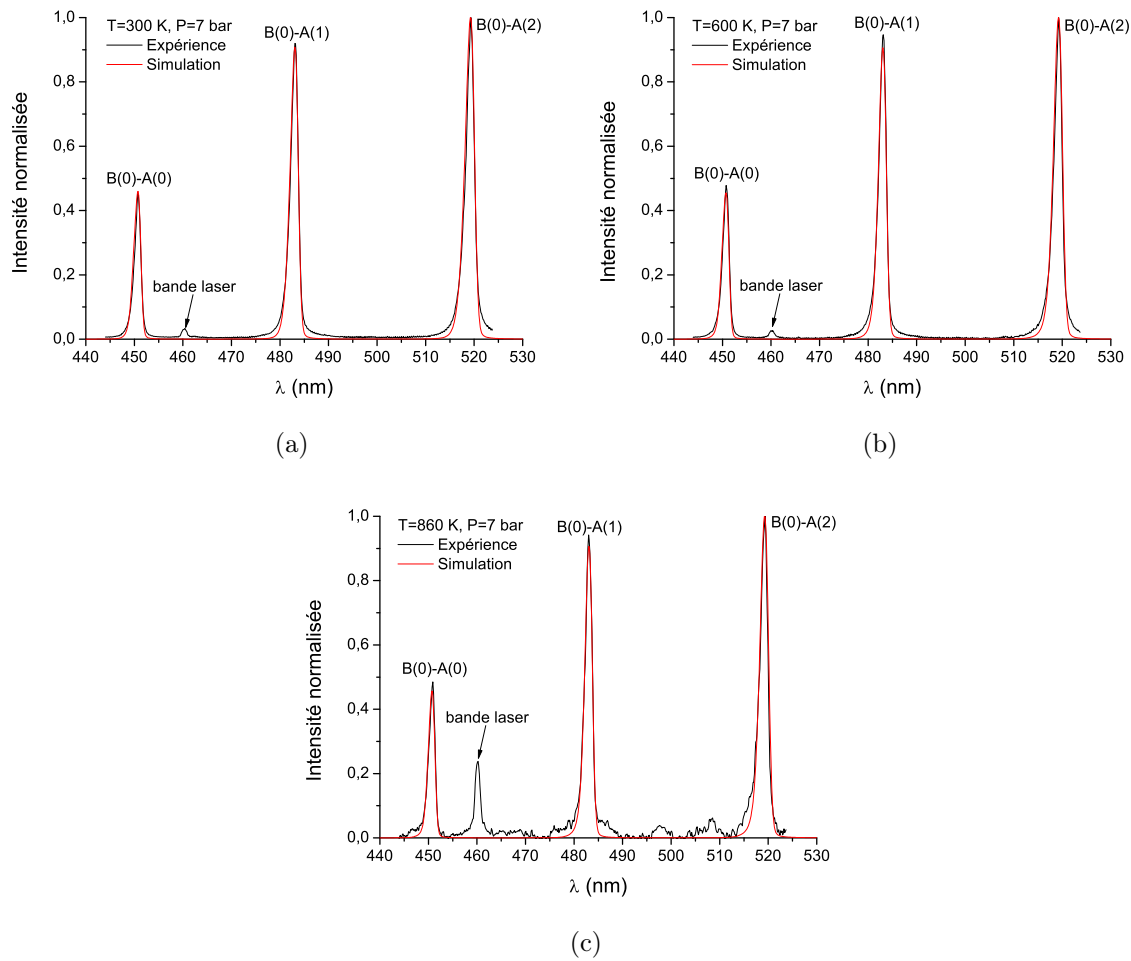 T=300 K, P=7 bar
Expérience
Simulation
B(0)-A(0)
B(0)-A(1)
B(0)-A(2)
bande laser
Intensité normalisée
1,0
0,8
0,6
0,4
0,2
0,0
440 450 460 470 480 490 500 510 520 530
λ (nm)
(a)
T=600 K, P=7 bar
Expérience
Simulation
B(0)-A(0)
B(0)-A(1)
B(0)-A(2)
bande laser
Intensité normalisée
1,0
0,8
0,6
0,4
0,2
0,0
440 450 460 470 480 490 500 510 520 530
λ (nm)
(b)
T=860 K, P=7 bar
Expérience
Simulation
B(0)-A(0)
B(0)-A(1)
B(0)-A(2)
bande laser
Intensité normalisée
1,0
0,8
0,6
0,4
0,2
0,0
440 450 460 470 480 490 500 510 520 530
λ (nm)
(c)